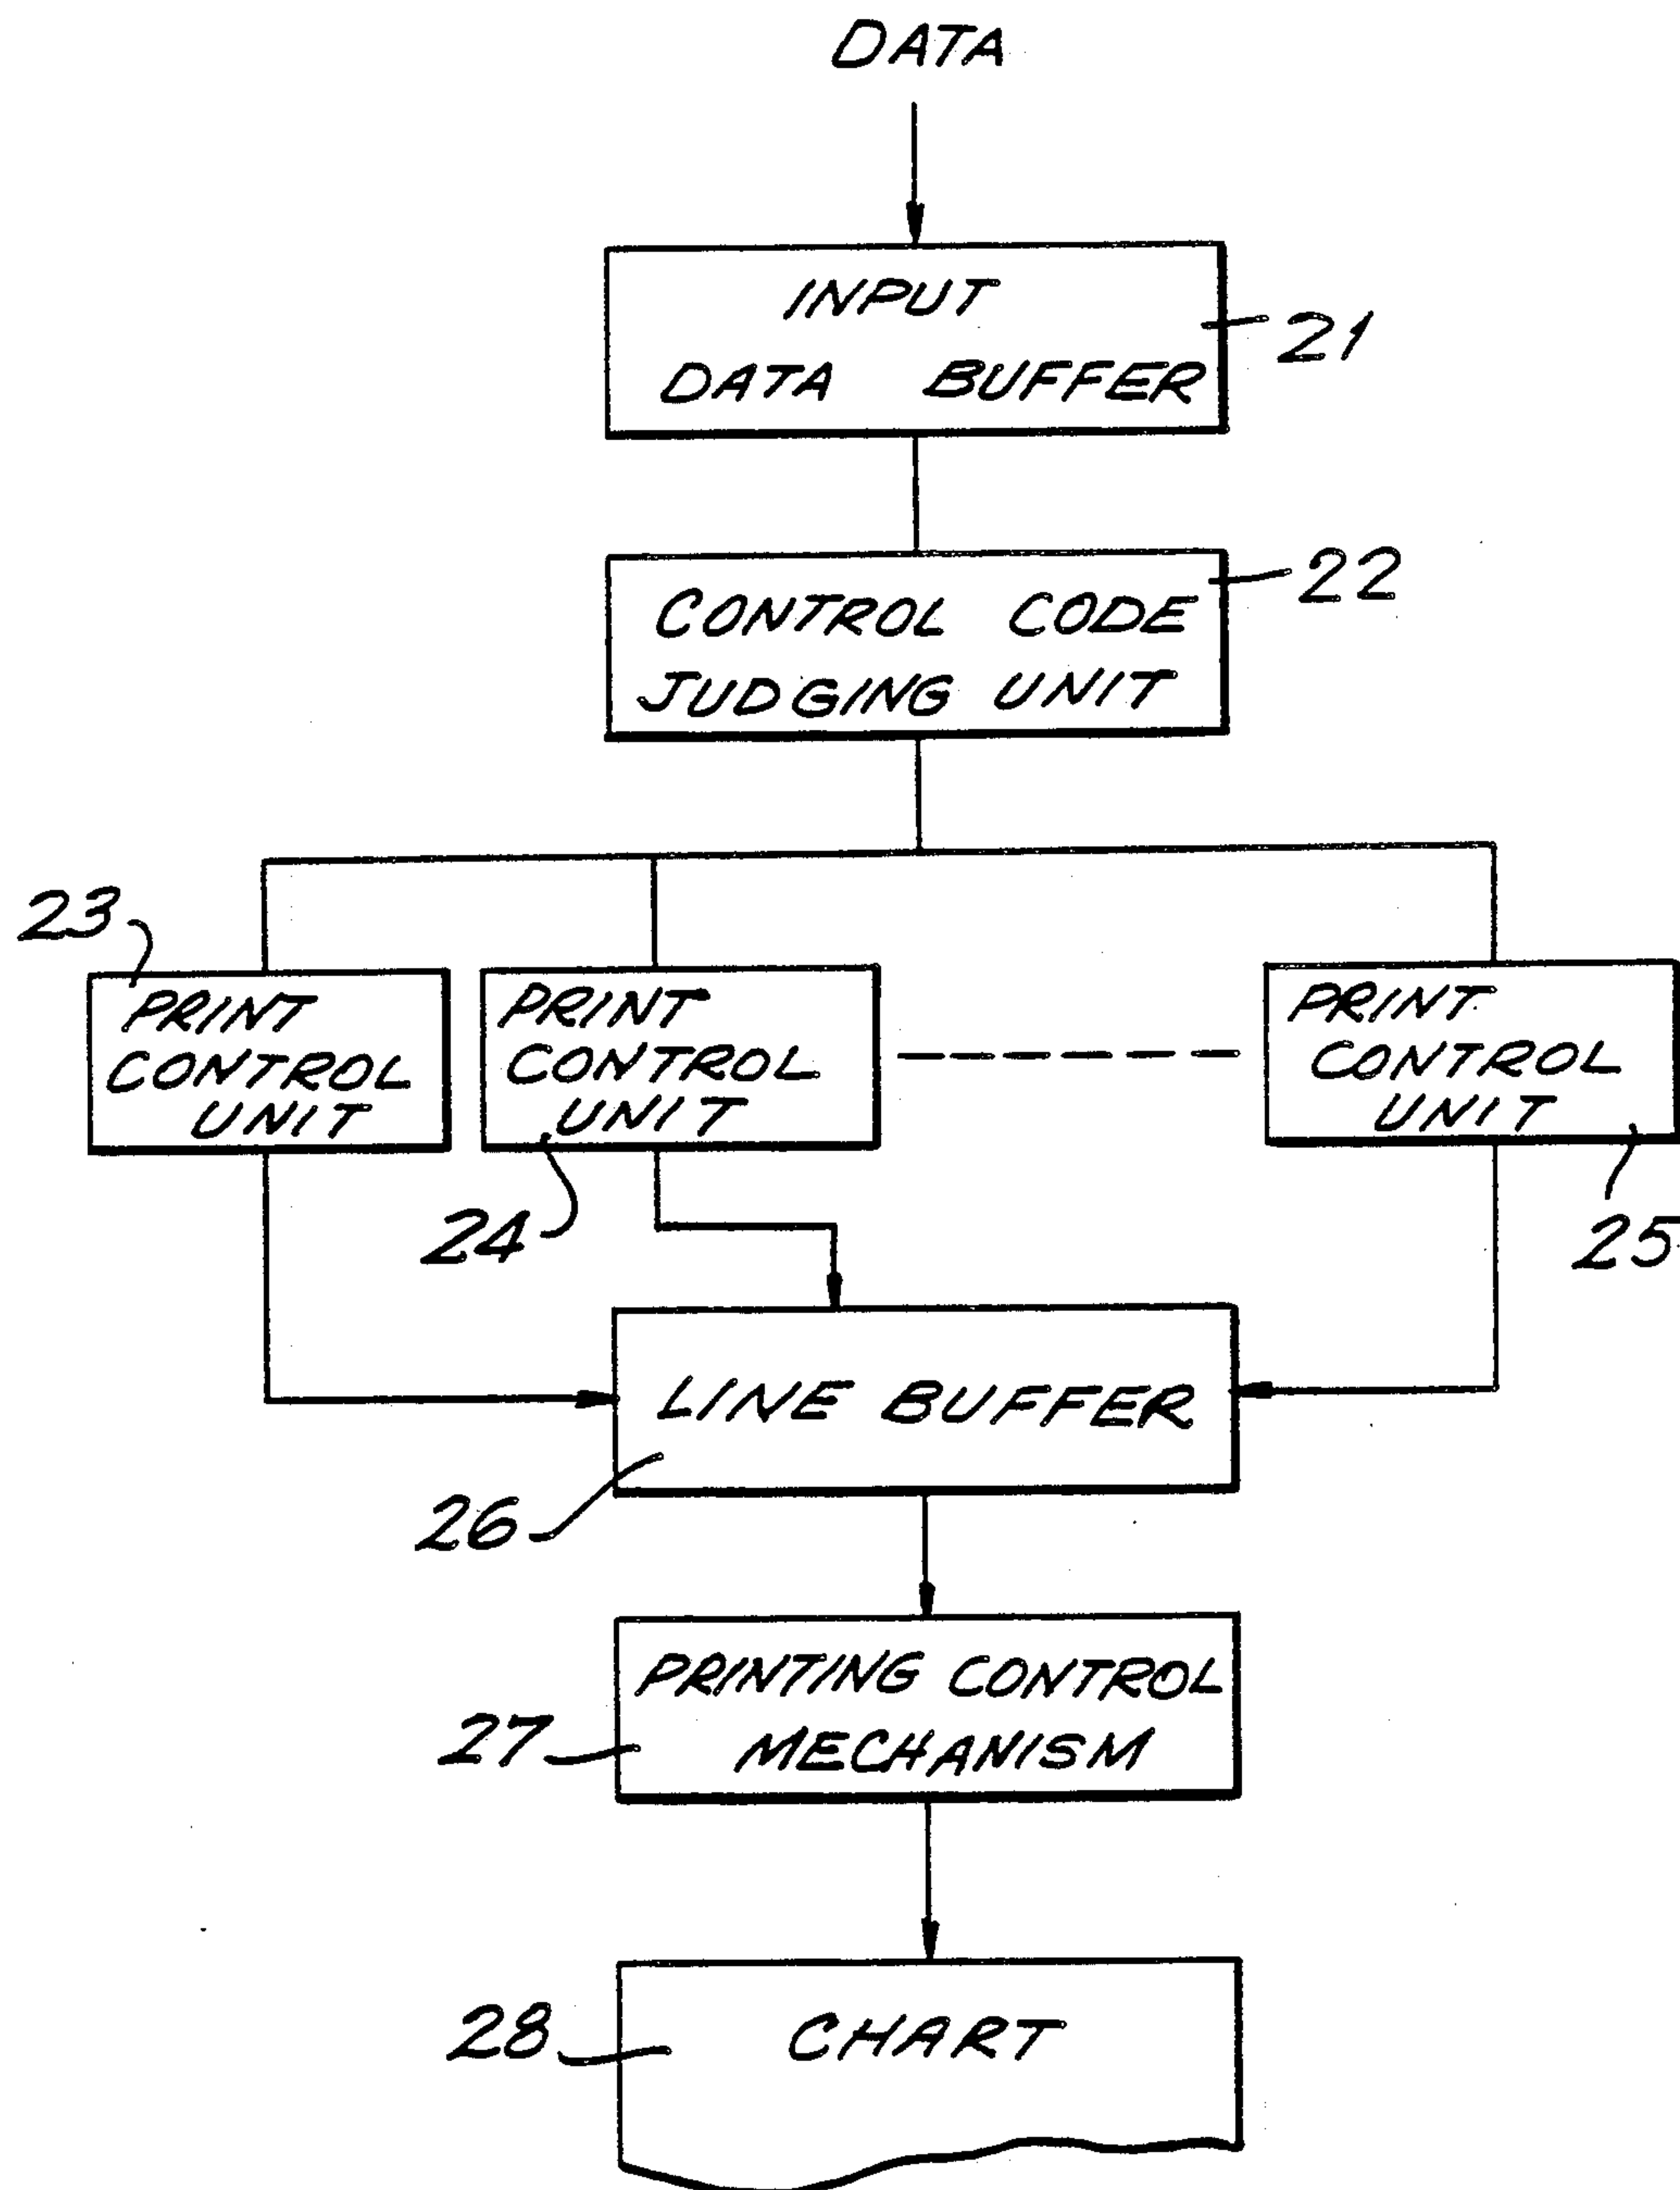 DATA
INPUT
DATA BUFFER
21
CONTROL CODE
JUDGING UNIT
22
23
PRINT
CONTROL
UNIT
PRINT
CONTROL
UNIT
24
PRINT
CONTROL
UNIT
25
LINE BUFFER
26
PRINTING CONTROL
MECHANISM
27
CHART
28